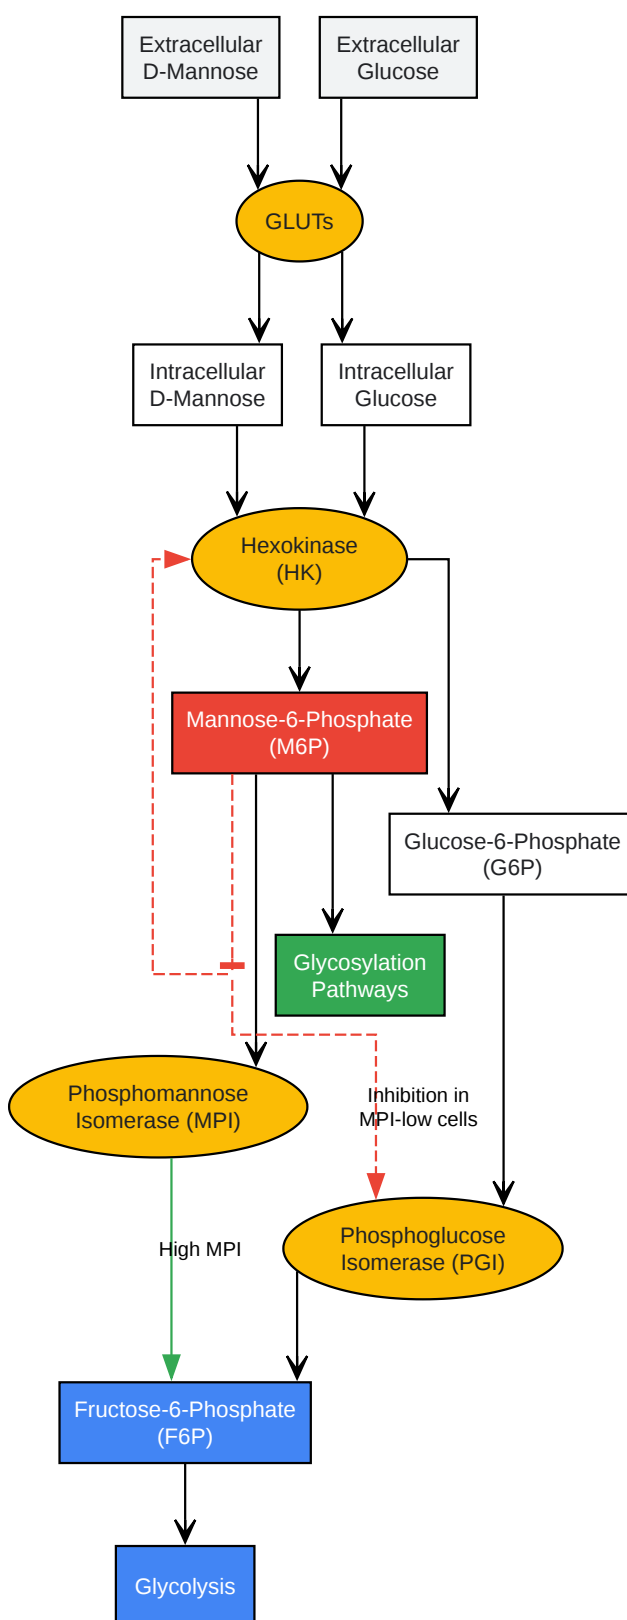 Extracellular
D-Mannose
Extracellular
Glucose
GLUTs
Intracellular
D-Mannose
Intracellular
Glucose
Hexokinase
(HK)
Mannose-6-Phosphate
(M6P)
Glucose-6-Phosphate
(G6P)
Glycosylation
Pathways
Phosphomannose
Isomerase (MPI)
Inhibition in
MPI-low cells
Phosphoglucose
Isomerase (PGI)
High MPI
Fructose-6-Phosphate
(F6P)
Glycolysis